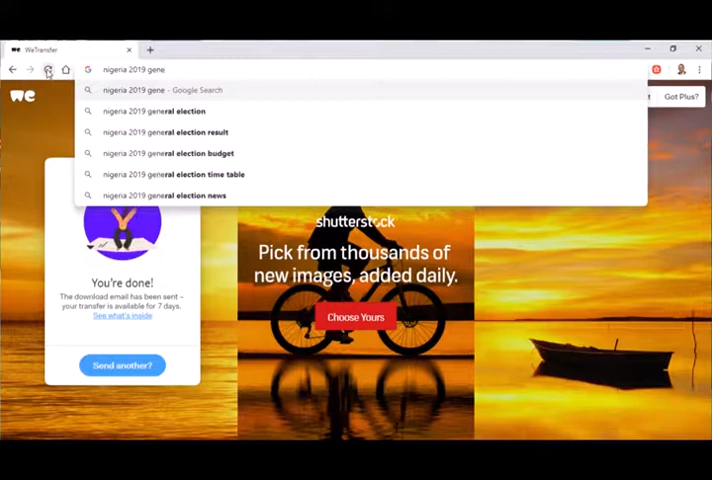 WeTransfer
nigeria 2019 gene
nigeria 2019 gene - Google Search
we
Got Plus?
nigeria 2019 general election
nigeria 2019 general election result
nigeria 2019 general election budget
nigeria 2019 general election time table
nigeria 2019 general election news
shutterstock
Pick from thousands of
new images, added daily.
Choose Yours
You're done!
The download email has been sent –
your transfer is available for 7 days.
See what's inside
Send another?